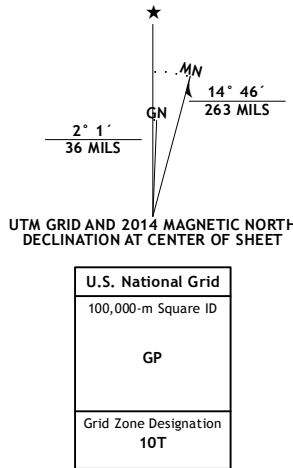 ★
MN
GN
14° 46´
263 MILS
2° 1´
36 MILS
UTM GRID AND 2014 MAGNETIC NORTH
DECLINATION AT CENTER OF SHEET
U.S. National Grid
100,000-m Square ID
GP
Grid Zone Designation
10T